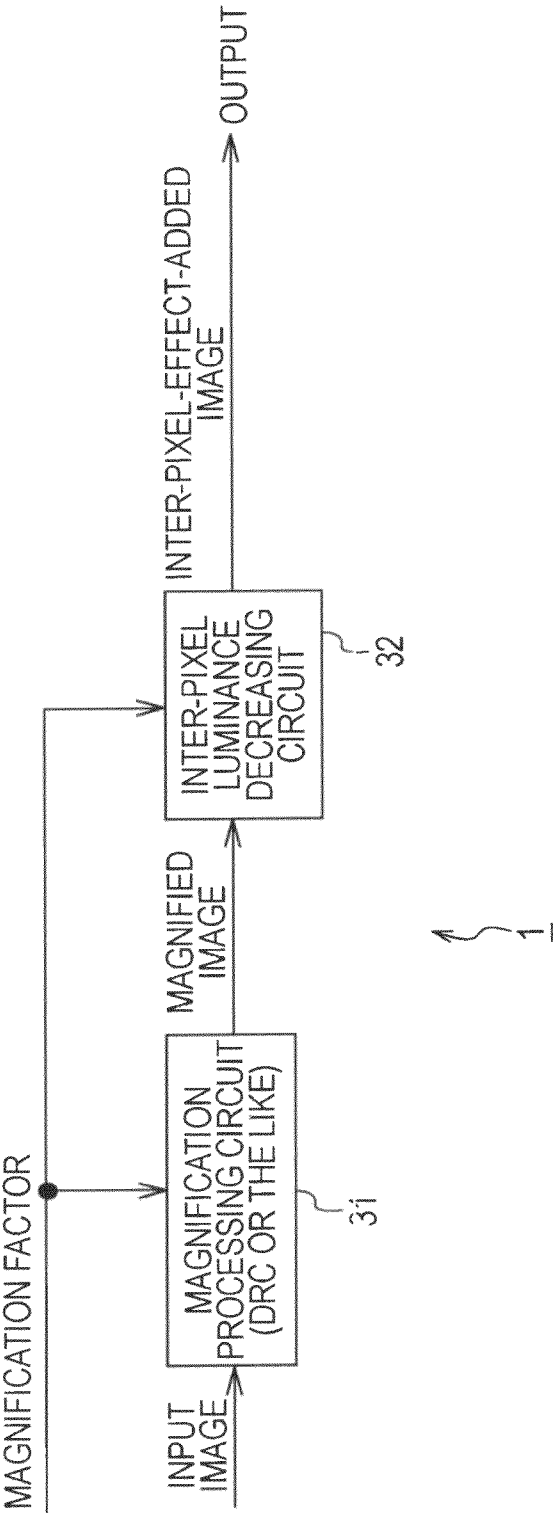 MAGNIFICATION FACTOR
INPUT
IMAGE
MAGNIFICATION
PROCESSING CIRCUIT
(DRC OR THE LIKE)
31
MAGNIFIED
IMAGE
INTER-PIXEL
LUMINANCE
DECREASING
CIRCUIT
32
INTER-PIXEL-EFFECT-ADDED
IMAGE
OUTPUT
1